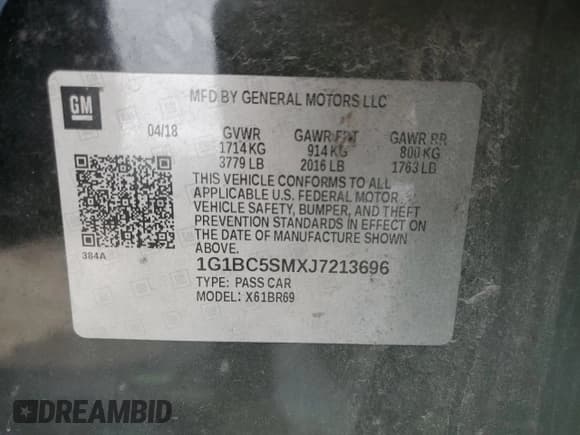 GM
MFD BY GENERAL MOTORS LLC
04/18 GVWR GAWR FRT GAWR RR
1714 KG 914 KG 800 KG
3779 LB 2016 LB 1763 LB
THIS VEHICLE CONFORMS TO ALL
APPLICABLE U.S. FEDERAL MOTOR
VEHICLE SAFETY, BUMPER, AND THEFT
PREVENTION STANDARDS IN EFFECT ON
THE DATE OF MANUFACTURE SHOWN
ABOVE.
384A
1G1BC5SMXJ7213696
TYPE: PASS CAR
MODEL: X61BR69
DREAMBID